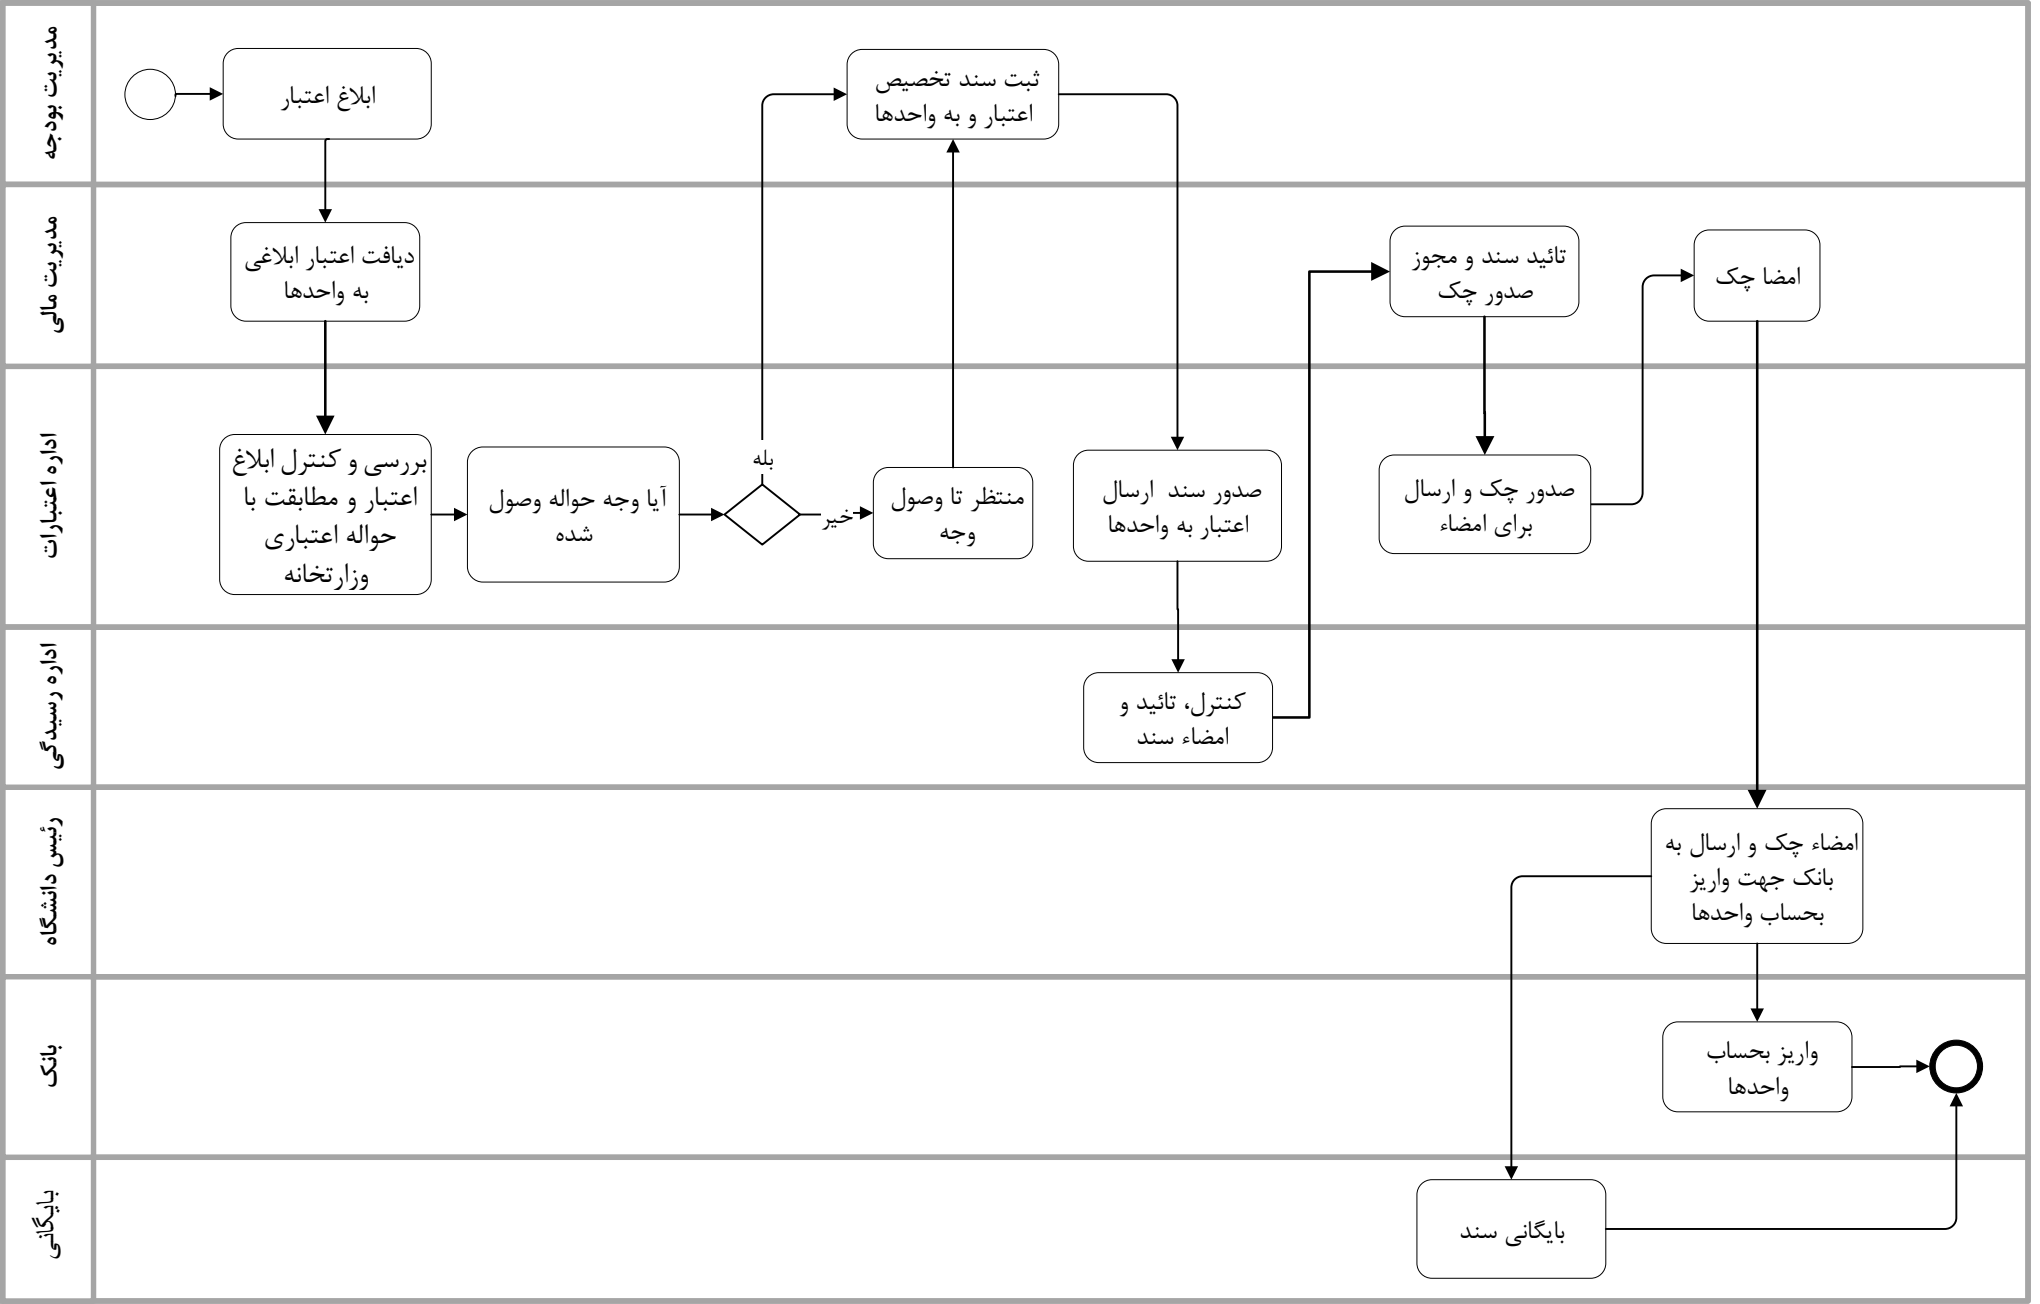 مدیریت بودجه
ابلاغ اعتبار
ثبت سند تخصیص
اعتبار و به واحدها
مدیریت مالی
دیافت اعتبار ابلاغی
به واحدها
تائید سند و مجوز
صدور چک
امضا چک
اداره اعتبارات
بررسی و کنترل ابلاغ
اعتبار و مطابقت با
حواله اعتباری
وزارتخانه
آیا وجه حواله وصول
شده
بله
خیر
منتظر تا وصول
وجه
صدور سند ارسال
اعتبار به واحدها
صدور چک و ارسال
برای امضاء
اداره رسیدگی
کنترل، تائید و
امضاء سند
رئیس دانشگاه
امضاء چک و ارسال به
بانک جهت واریز
بحساب واحدها
بانک
واریز بحساب
واحدها
بایگانی
بایگانی سند